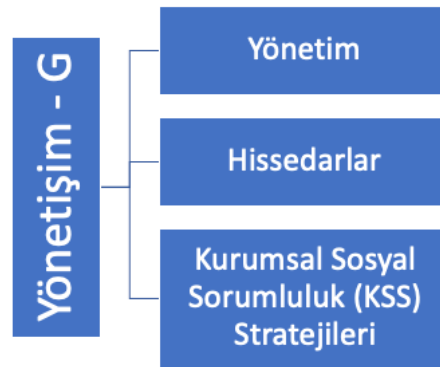 Yönetişim - G
Yönetim
Hissedarlar
Kurumsal Sosyal
Sorumluluk (KSS)
Stratejileri